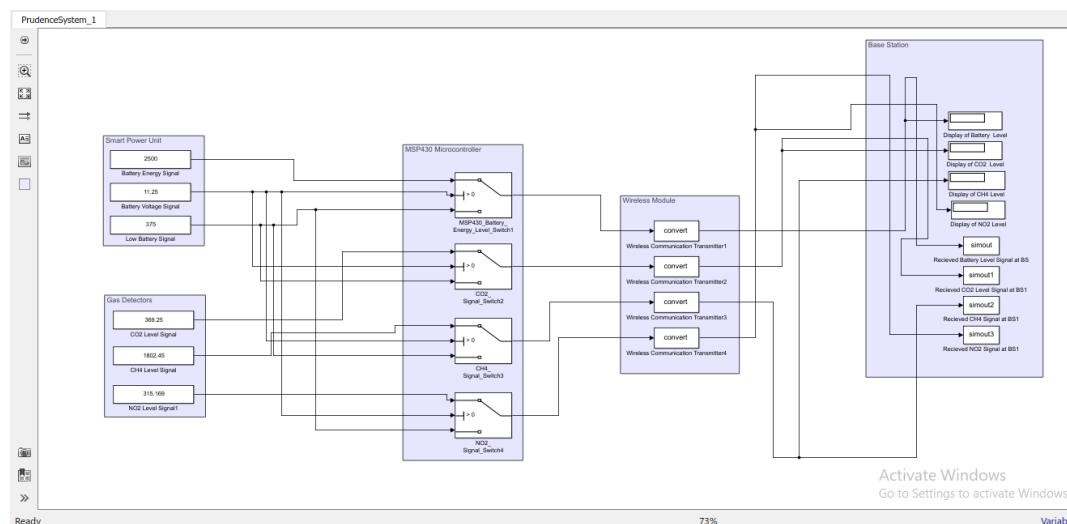 PrudenceSystem_1
Smart Power Unit
2500
Battery Energy Signal
11.25
Battery Voltage Signal
375
Low Battery Signal
Gas Detectors
369.25
CO2 Level Signal
1802.45
CH4 Level Signal
315.169
NO2 Level Signal1
MSP430 Microcontroller
> 0
MSP430_Battery_
Energy_Level_Switch1
> 0
CO2_
Signal_Switch2
> 0
CH4_
Signal_Switch3
> 0
NO2_
Signal_Switch4
Wireless Module
convert
Wireless Communication Transmitter1
convert
Wireless Communication Transmitter2
convert
Wireless Communication Transmitter3
convert
Wireless Communication Transmitter4
Base Station
Display of Battery Level
Display of CO2 Level
Display of CH4 Level
Display of NO2 Level
simout
Recieved Battery Level Signal at BS
simout1
Recieved CO2 Level Signal at BS1
simout2
Recieved CH4 Signal at BS1
simout3
Recieved NO2 Signal at BS1
Activate Windows
Go to Settings to activate Windows
Ready
73%
Variab